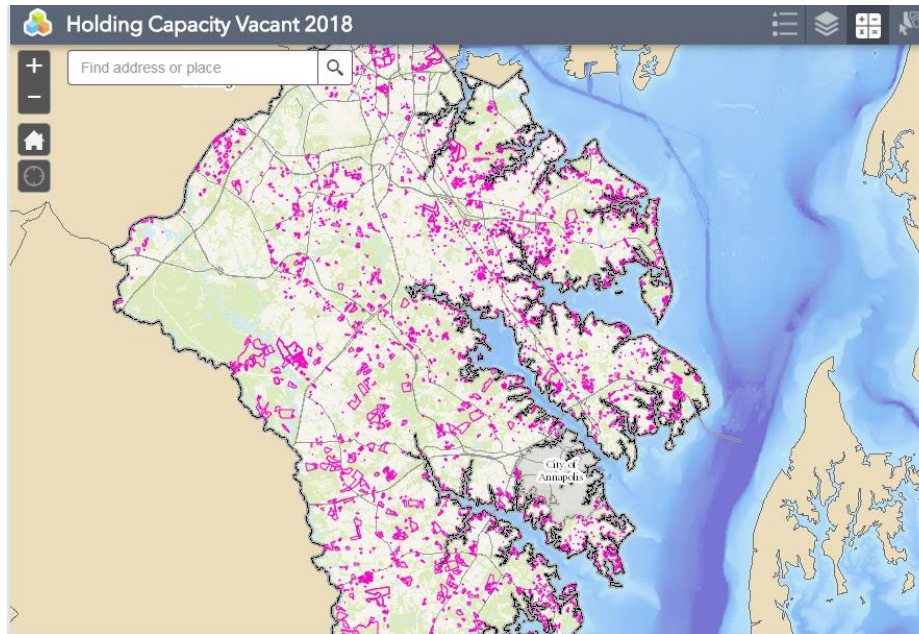 Holding Capacity Vacant 2018
Find address or place
City of
Annapolis